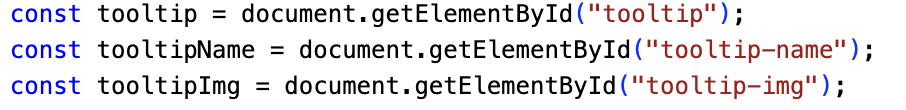 const tooltip = document.getElementById("tooltip");
const tooltipName = document.getElementById("tooltip-name");
const tooltipImg = document.getElementById("tooltip-img");